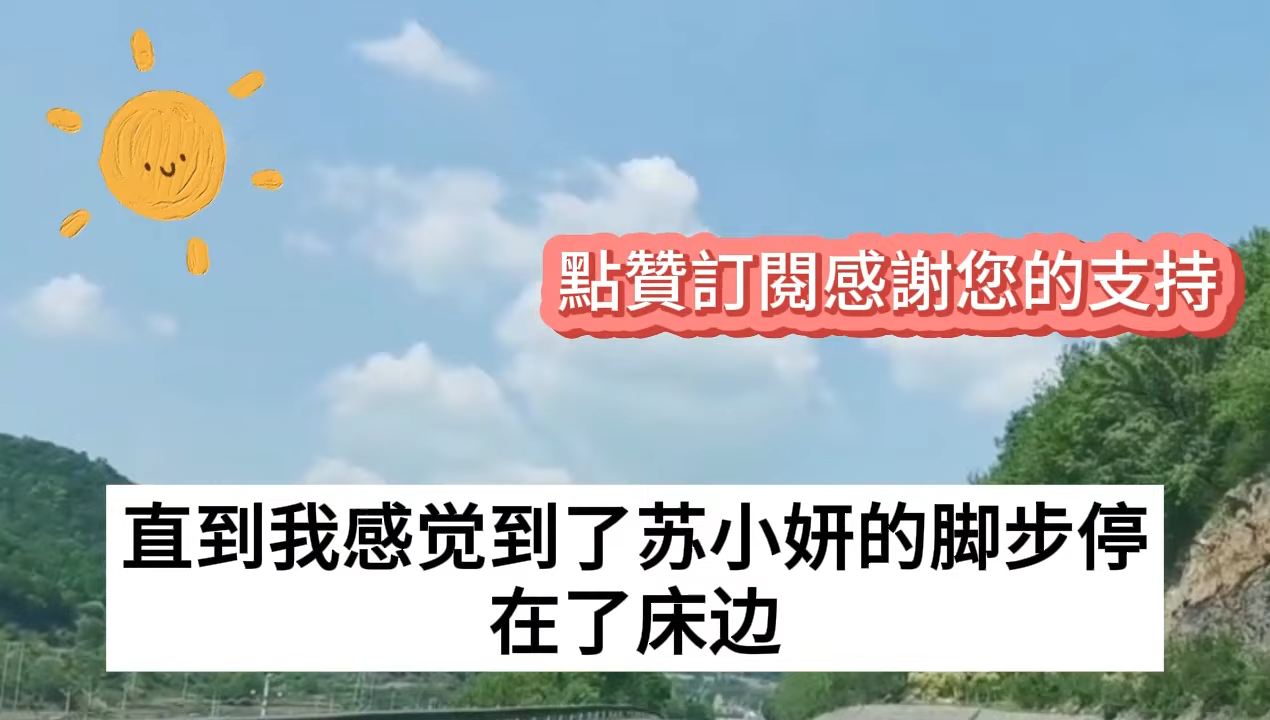 點贊訂閱感謝您的支持
直到我感觉到了苏小妍的脚步停
在了床边